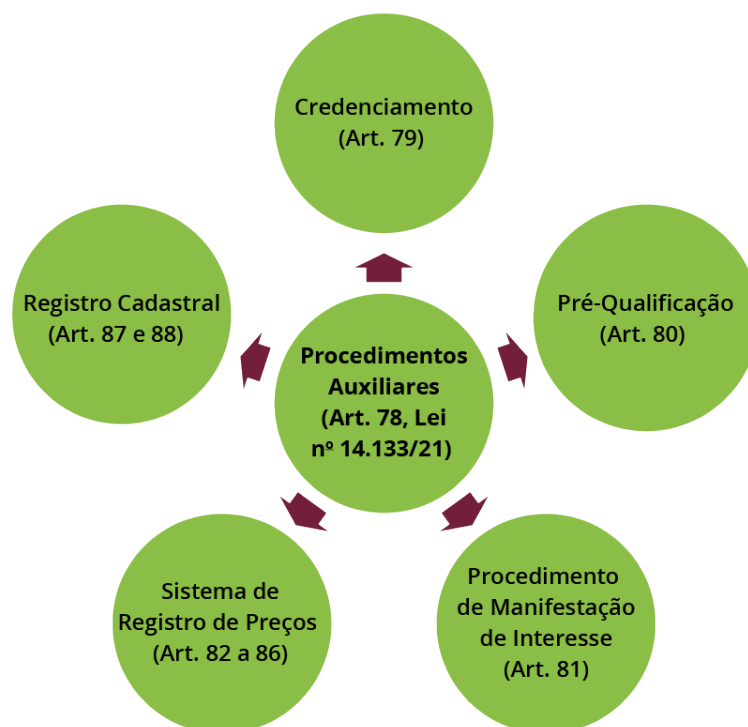 Credenciamento
(Art. 79)
Registro Cadastral
(Art. 87 e 88)
Pré-Qualificação
(Art. 80)
Procedimentos
Auxiliares
(Art. 78, Lei
nº 14.133/21)
Sistema de
Registro de Preços
(Art. 82 a 86)
Procedimento
de Manifestação
de Interesse
(Art. 81)